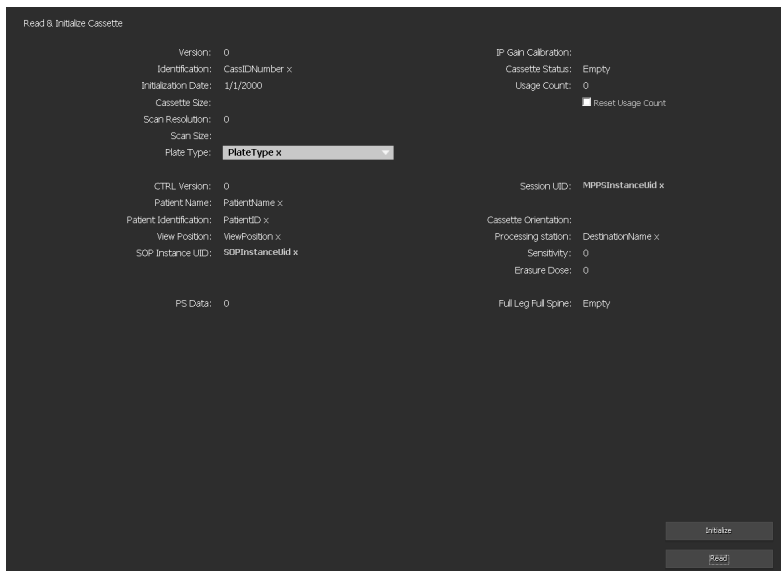 Read & Initialize Cassette
Version: 0
IP Gain Calibration:
Identification: CassIDNumber x
Cassette Status: Empty
Initialization Date: 1/1/2000
Usage Count: 0
Cassette Size:
Reset Usage Count
Scan Resolution: 0
Scan Size:
Plate Type: PlateType x
CTRL Version: 0
Session UID: MPPSInstanceUid x
Patient Name: PatientName x
Patient Identification: PatientID x
Cassette Orientation:
View Position: ViewPosition x
Processing station: DestinationName x
SOP Instance UID: SOPInstanceUid x
Sensitivity: 0
Erasure Dose: 0
PS Data: 0
Full Leg Full Spine: Empty
Initialize
Read